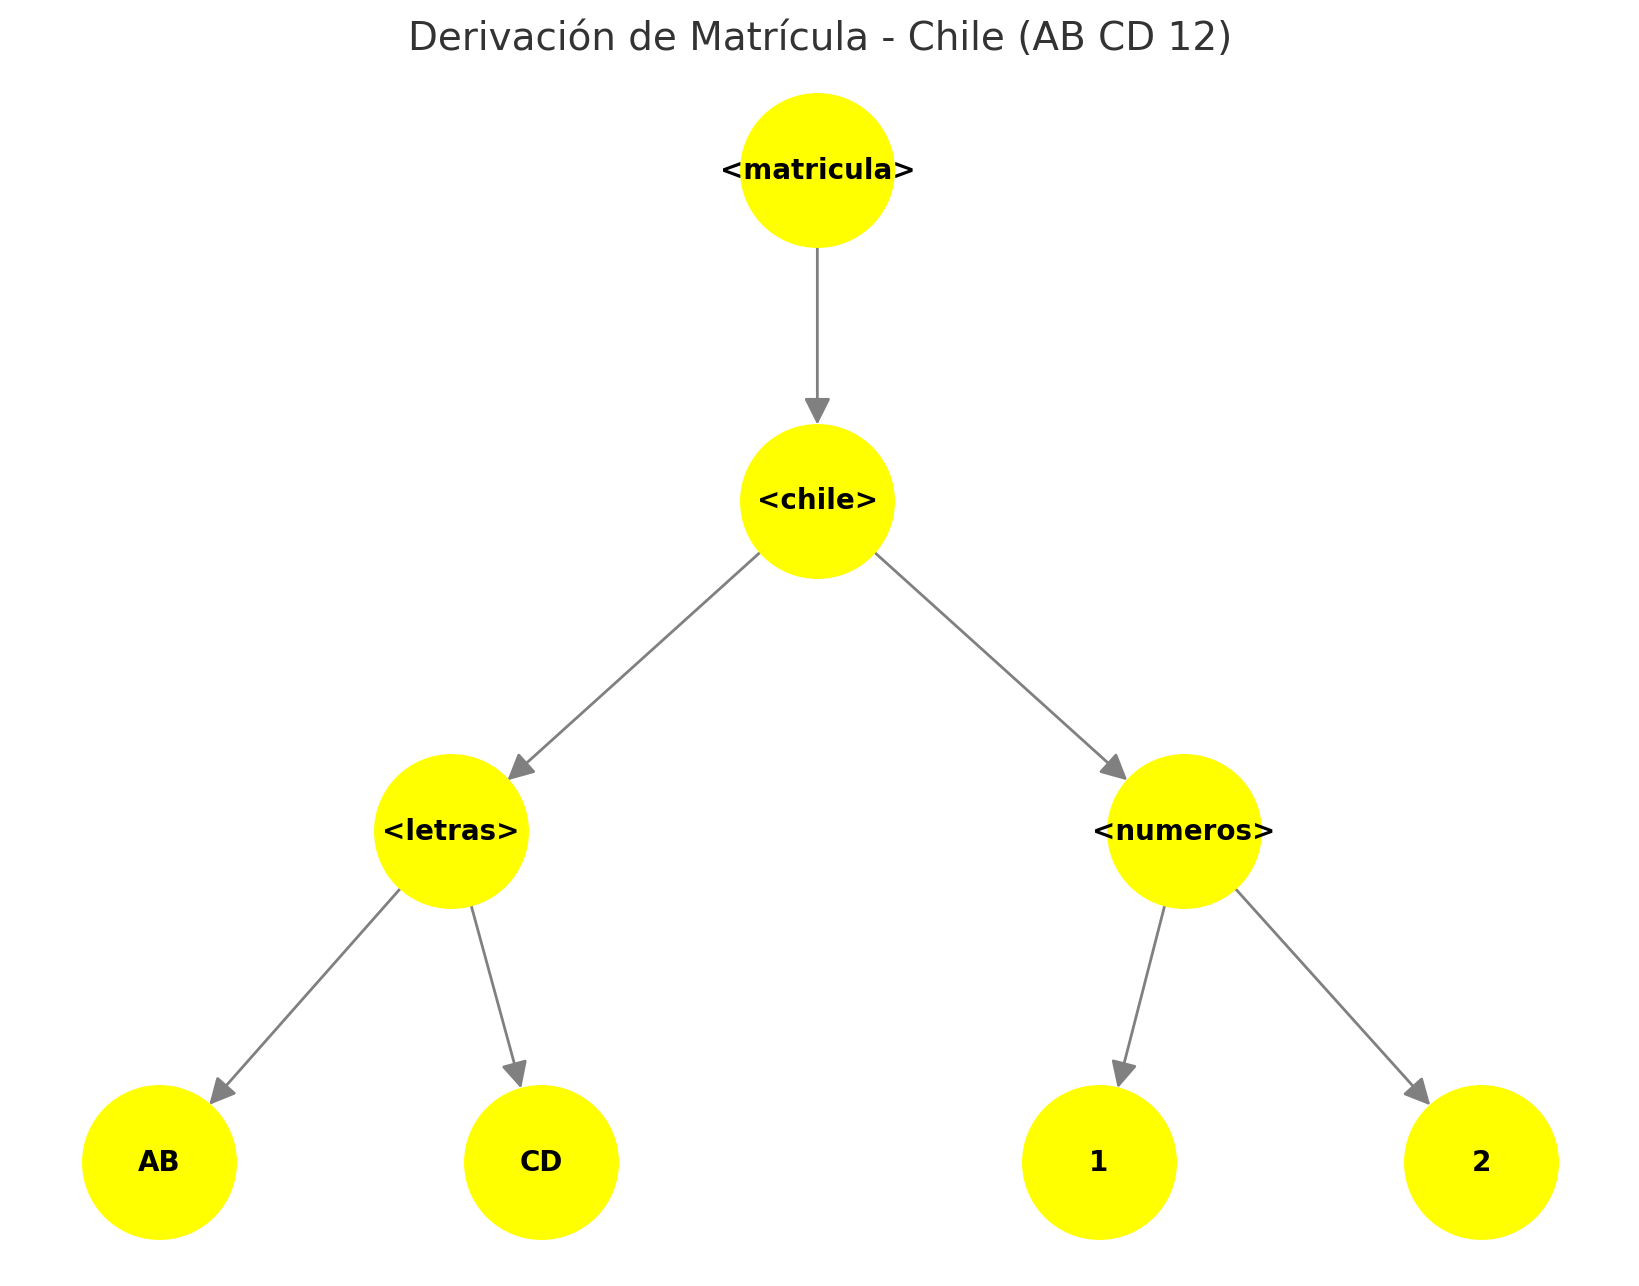 Derivación de Matrícula - Chile (AB CD 12)
<matricula>
<chile>
<letras>
<numeros>
AB
CD
1
2